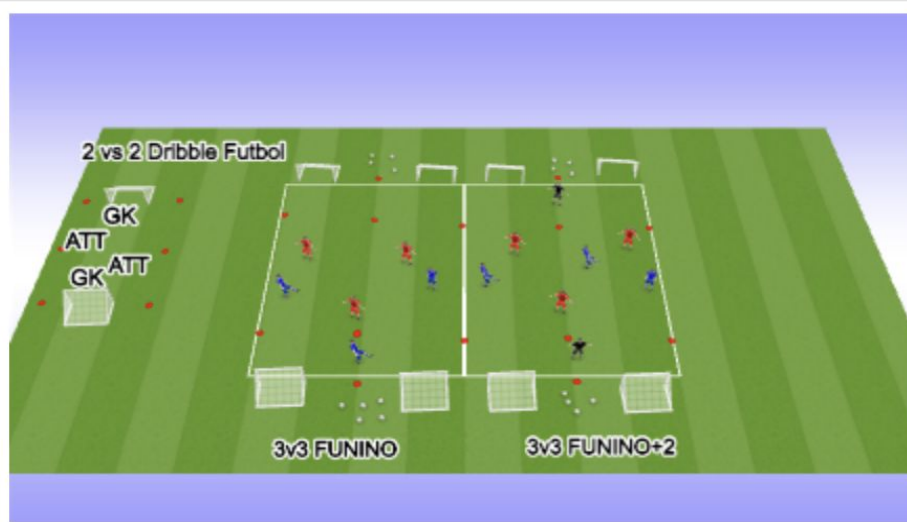 2 vs 2 Dribble Futbol
GK
ATT
ATT
GK
3v3 FUNINO
3v3 FUNINO+2